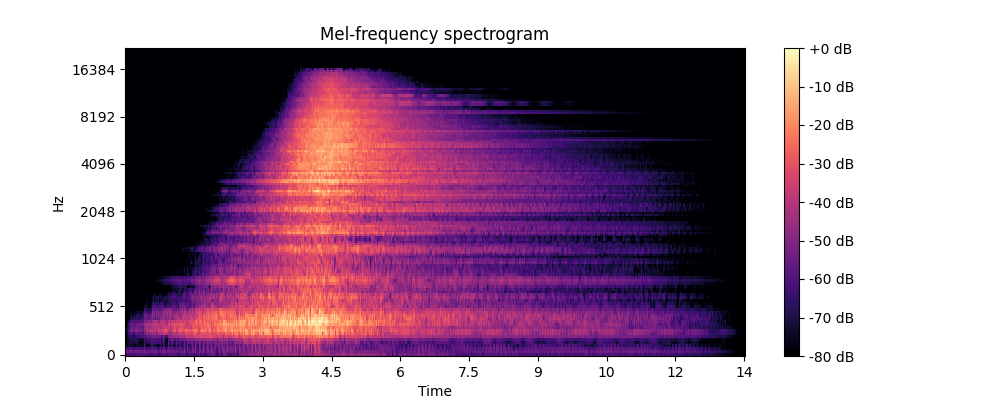 Mel-frequency spectrogram
Hz
16384
8192
4096
2048
1024
512
0
0 1.5 3 4.5 6 7.5 9 10 12 14
Time
+0 dB
-10 dB
-20 dB
-30 dB
-40 dB
-50 dB
-60 dB
-70 dB
-80 dB